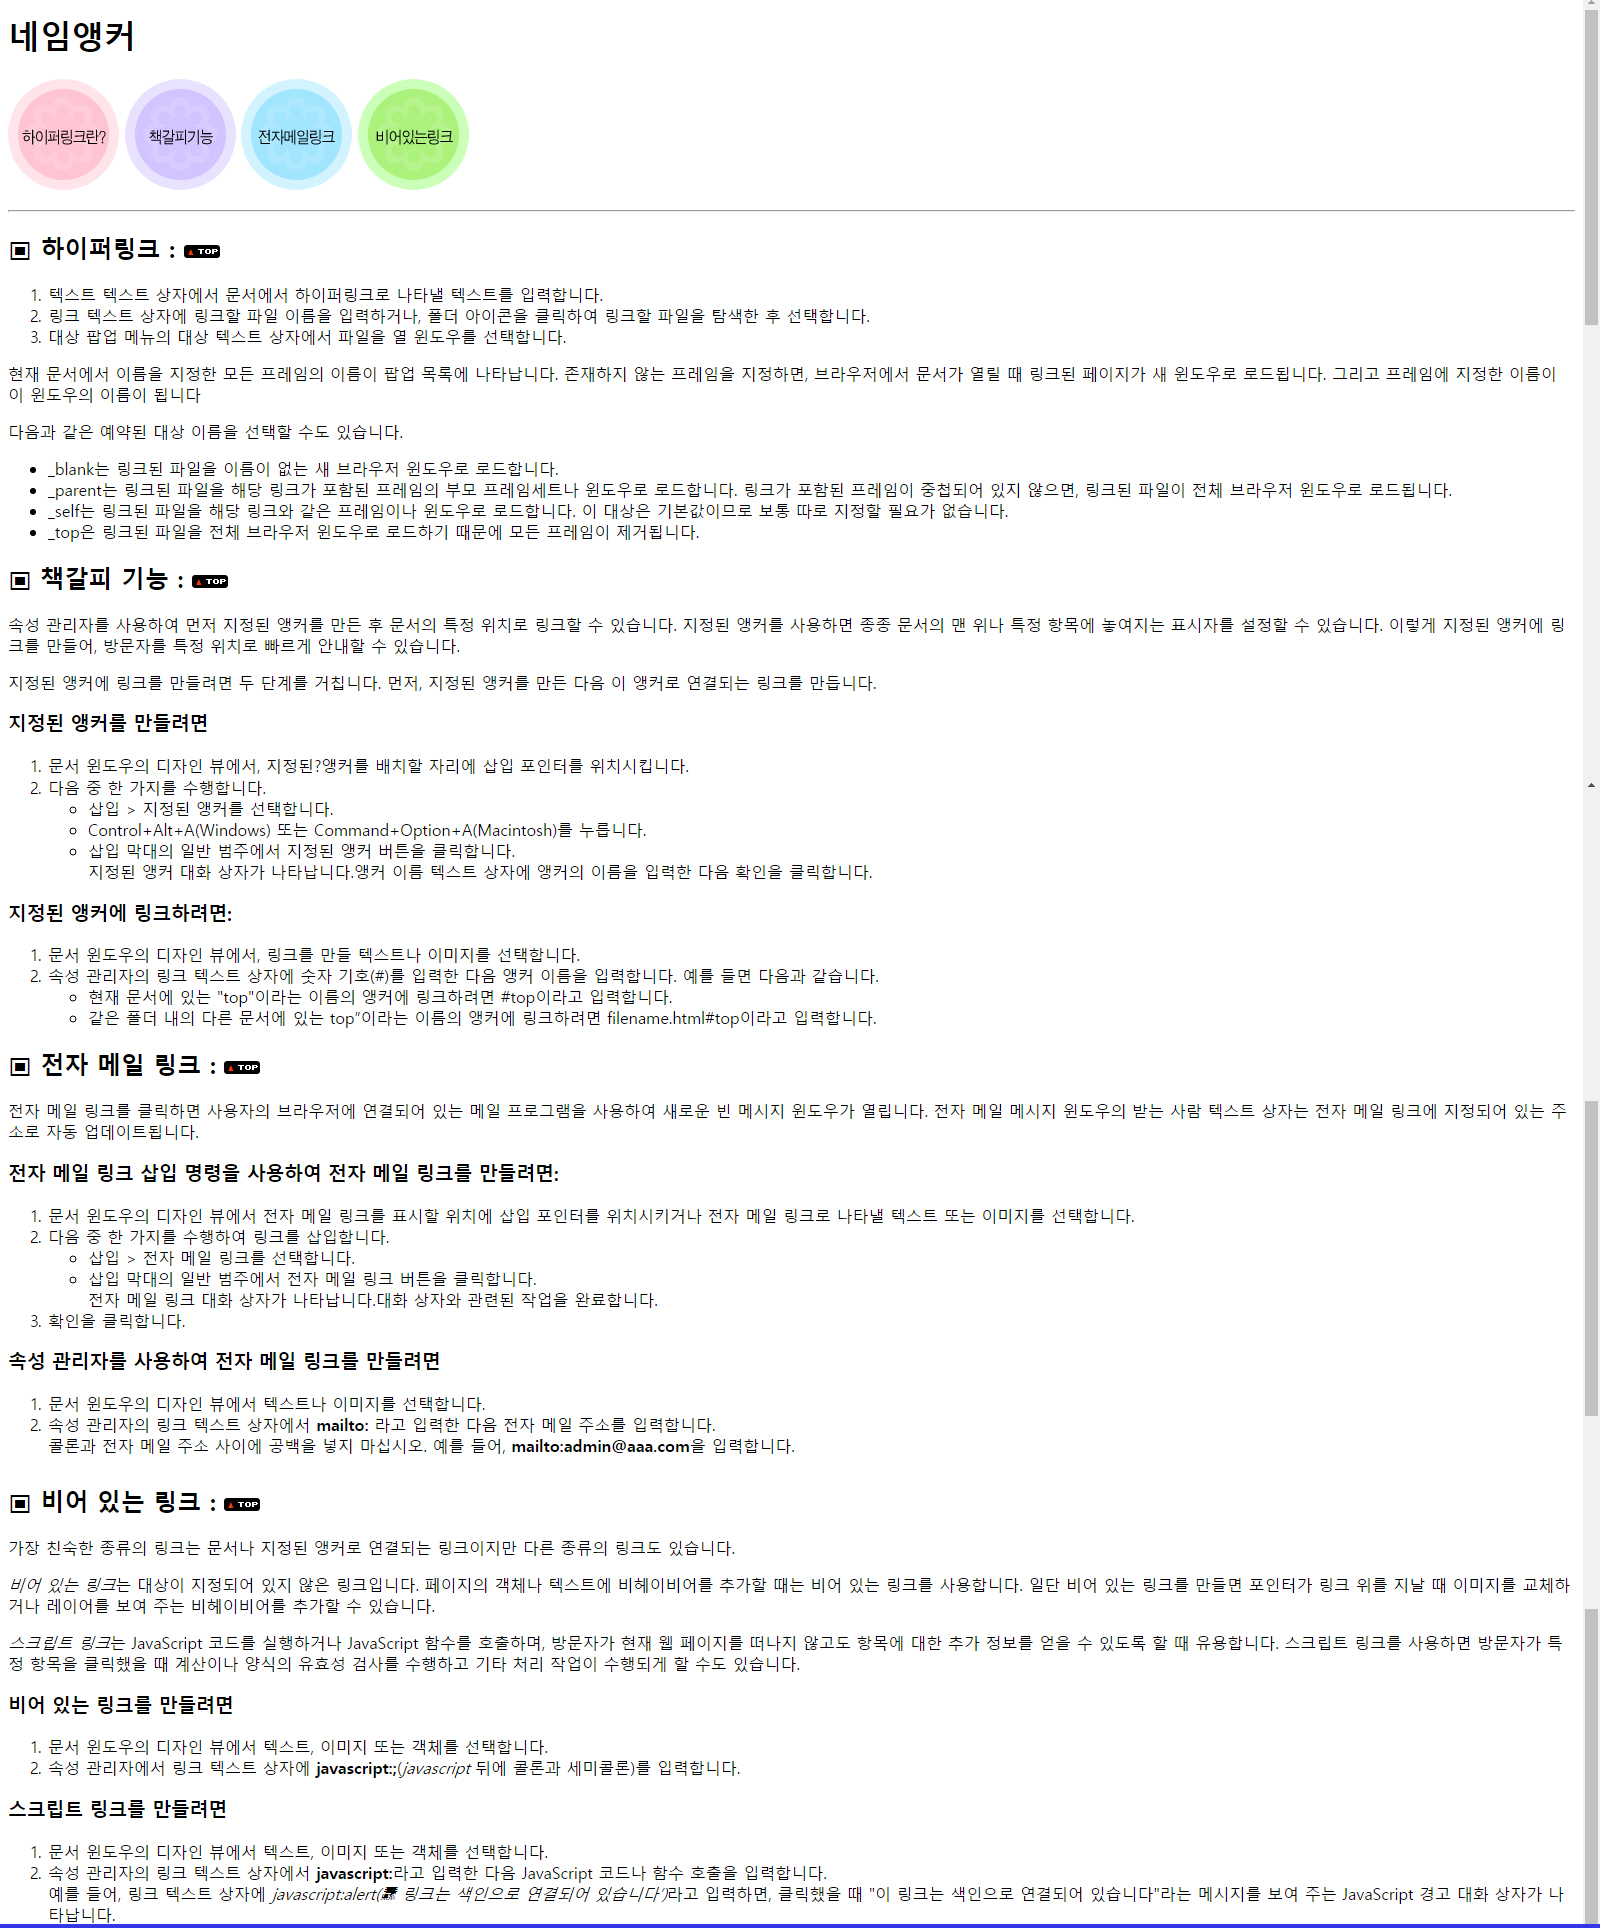 네임앵커
하이퍼링크란? 책갈피기능 전자메일링크 비어있는링크
▣ 하이퍼링크 : ▲ TOP
1. 텍스트 텍스트 상자에서 문서에서 하이퍼링크로 나타낼 텍스트를 입력합니다.
2. 링크 텍스트 상자에 링크할 파일 이름을 입력하거나, 폴더 아이콘을 클릭하여 링크할 파일을 탐색한 후 선택합니다.
3. 대상 팝업 메뉴의 대상 텍스트 상자에서 파일을 열 윈도우를 선택합니다.
현재 문서에서 이름을 지정한 모든 프레임의 이름이 팝업 목록에 나타납니다. 존재하지 않는 프레임을 지정하면, 브라우저에서 문서가 열릴 때 링크된 페이지가 새 윈도우로 로드됩니다. 그리고 프레임에 지정한 이름이
이 윈도우의 이름이 됩니다
다음과 같은 예약된 대상 이름을 선택할 수도 있습니다.
• _blank는 링크된 파일을 이름이 없는 새 브라우저 윈도우로 로드합니다.
• _parent는 링크된 파일을 해당 링크가 포함된 프레임의 부모 프레임세트나 윈도우로 로드합니다. 링크가 포함된 프레임이 중첩되어 있지 않으면, 링크된 파일이 전체 브라우저 윈도우로 로드됩니다.
• _self는 링크된 파일을 해당 링크와 같은 프레임이나 윈도우로 로드합니다. 이 대상은 기본값이므로 보통 따로 지정할 필요가 없습니다.
• _top은 링크된 파일을 전체 브라우저 윈도우로 로드하기 때문에 모든 프레임이 제거됩니다.
▣ 책갈피 기능 : ▲ TOP
속성 관리자를 사용하여 먼저 지정된 앵커를 만든 후 문서의 특정 위치로 링크할 수 있습니다. 지정된 앵커를 사용하면 종종 문서의 맨 위나 특정 항목에 놓여지는 표시자를 설정할 수 있습니다. 이렇게 지정된 앵커에 링
크를 만들어, 방문자를 특정 위치로 빠르게 안내할 수 있습니다.
지정된 앵커에 링크를 만들려면 두 단계를 거칩니다. 먼저, 지정된 앵커를 만든 다음 이 앵커로 연결되는 링크를 만듭니다.
지정된 앵커를 만들려면
1. 문서 윈도우의 디자인 뷰에서, 지정된?앵커를 배치할 자리에 삽입 포인터를 위치시킵니다.
2. 다음 중 한 가지를 수행합니다.
○ 삽입 > 지정된 앵커를 선택합니다.
○ Control+Alt+A(Windows) 또는 Command+Option+A(Macintosh)를 누릅니다.
○ 삽입 막대의 일반 범주에서 지정된 앵커 버튼을 클릭합니다.
지정된 앵커 대화 상자가 나타납니다.앵커 이름 텍스트 상자에 앵커의 이름을 입력한 다음 확인을 클릭합니다.
지정된 앵커에 링크하려면:
1. 문서 윈도우의 디자인 뷰에서, 링크를 만들 텍스트나 이미지를 선택합니다.
2. 속성 관리자의 링크 텍스트 상자에 숫자 기호(#)를 입력한 다음 앵커 이름을 입력합니다. 예를 들면 다음과 같습니다.
○ 현재 문서에 있는 "top"이라는 이름의 앵커에 링크하려면 #top이라고 입력합니다.
○ 같은 폴더 내의 다른 문서에 있는 top”이라는 이름의 앵커에 링크하려면 filename.html#top이라고 입력합니다.
▣ 전자 메일 링크 : ▲ TOP
전자 메일 링크를 클릭하면 사용자의 브라우저에 연결되어 있는 메일 프로그램을 사용하여 새로운 빈 메시지 윈도우가 열립니다. 전자 메일 메시지 윈도우의 받는 사람 텍스트 상자는 전자 메일 링크에 지정되어 있는 주
소로 자동 업데이트됩니다.
전자 메일 링크 삽입 명령을 사용하여 전자 메일 링크를 만들려면:
1. 문서 윈도우의 디자인 뷰에서 전자 메일 링크를 표시할 위치에 삽입 포인터를 위치시키거나 전자 메일 링크로 나타낼 텍스트 또는 이미지를 선택합니다.
2. 다음 중 한 가지를 수행하여 링크를 삽입합니다.
○ 삽입 > 전자 메일 링크를 선택합니다.
○ 삽입 막대의 일반 범주에서 전자 메일 링크 버튼을 클릭합니다.
전자 메일 링크 대화 상자가 나타납니다.대화 상자와 관련된 작업을 완료합니다.
3. 확인을 클릭합니다.
속성 관리자를 사용하여 전자 메일 링크를 만들려면
1. 문서 윈도우의 디자인 뷰에서 텍스트나 이미지를 선택합니다.
2. 속성 관리자의 링크 텍스트 상자에서 mailto: 라고 입력한 다음 전자 메일 주소를 입력합니다.
콜론과 전자 메일 주소 사이에 공백을 넣지 마십시오. 예를 들어, mailto:admin@aaa.com을 입력합니다.
▣ 비어 있는 링크 : ▲ TOP
가장 친숙한 종류의 링크는 문서나 지정된 앵커로 연결되는 링크이지만 다른 종류의 링크도 있습니다.
비어 있는 링크는 대상이 지정되어 있지 않은 링크입니다. 페이지의 객체나 텍스트에 비헤이비어를 추가할 때는 비어 있는 링크를 사용합니다. 일단 비어 있는 링크를 만들면 포인터가 링크 위를 지날 때 이미지를 교체하
거나 레이어를 보여 주는 비헤이비어를 추가할 수 있습니다.
스크립트 링크는 JavaScript 코드를 실행하거나 JavaScript 함수를 호출하며, 방문자가 현재 웹 페이지를 떠나지 않고도 항목에 대한 추가 정보를 얻을 수 있도록 할 때 유용합니다. 스크립트 링크를 사용하면 방문자가 특
정 항목을 클릭했을 때 계산이나 양식의 유효성 검사를 수행하고 기타 처리 작업이 수행되게 할 수도 있습니다.
비어 있는 링크를 만들려면
1. 문서 윈도우의 디자인 뷰에서 텍스트, 이미지 또는 객체를 선택합니다.
2. 속성 관리자에서 링크 텍스트 상자에 javascript:;(javascript 뒤에 콜론과 세미콜론)를 입력합니다.
스크립트 링크를 만들려면
1. 문서 윈도우의 디자인 뷰에서 텍스트, 이미지 또는 객체를 선택합니다.
2. 속성 관리자의 링크 텍스트 상자에서 javascript:라고 입력한 다음 JavaScript 코드나 함수 호출을 입력합니다.
예를 들어, 링크 텍스트 상자에 javascript:alert( 링크는 색인으로 연결되어 있습니다')라고 입력하면, 클릭했을 때 "이 링크는 색인으로 연결되어 있습니다"라는 메시지를 보여 주는 JavaScript 경고 대화 상자가 나
타납니다.